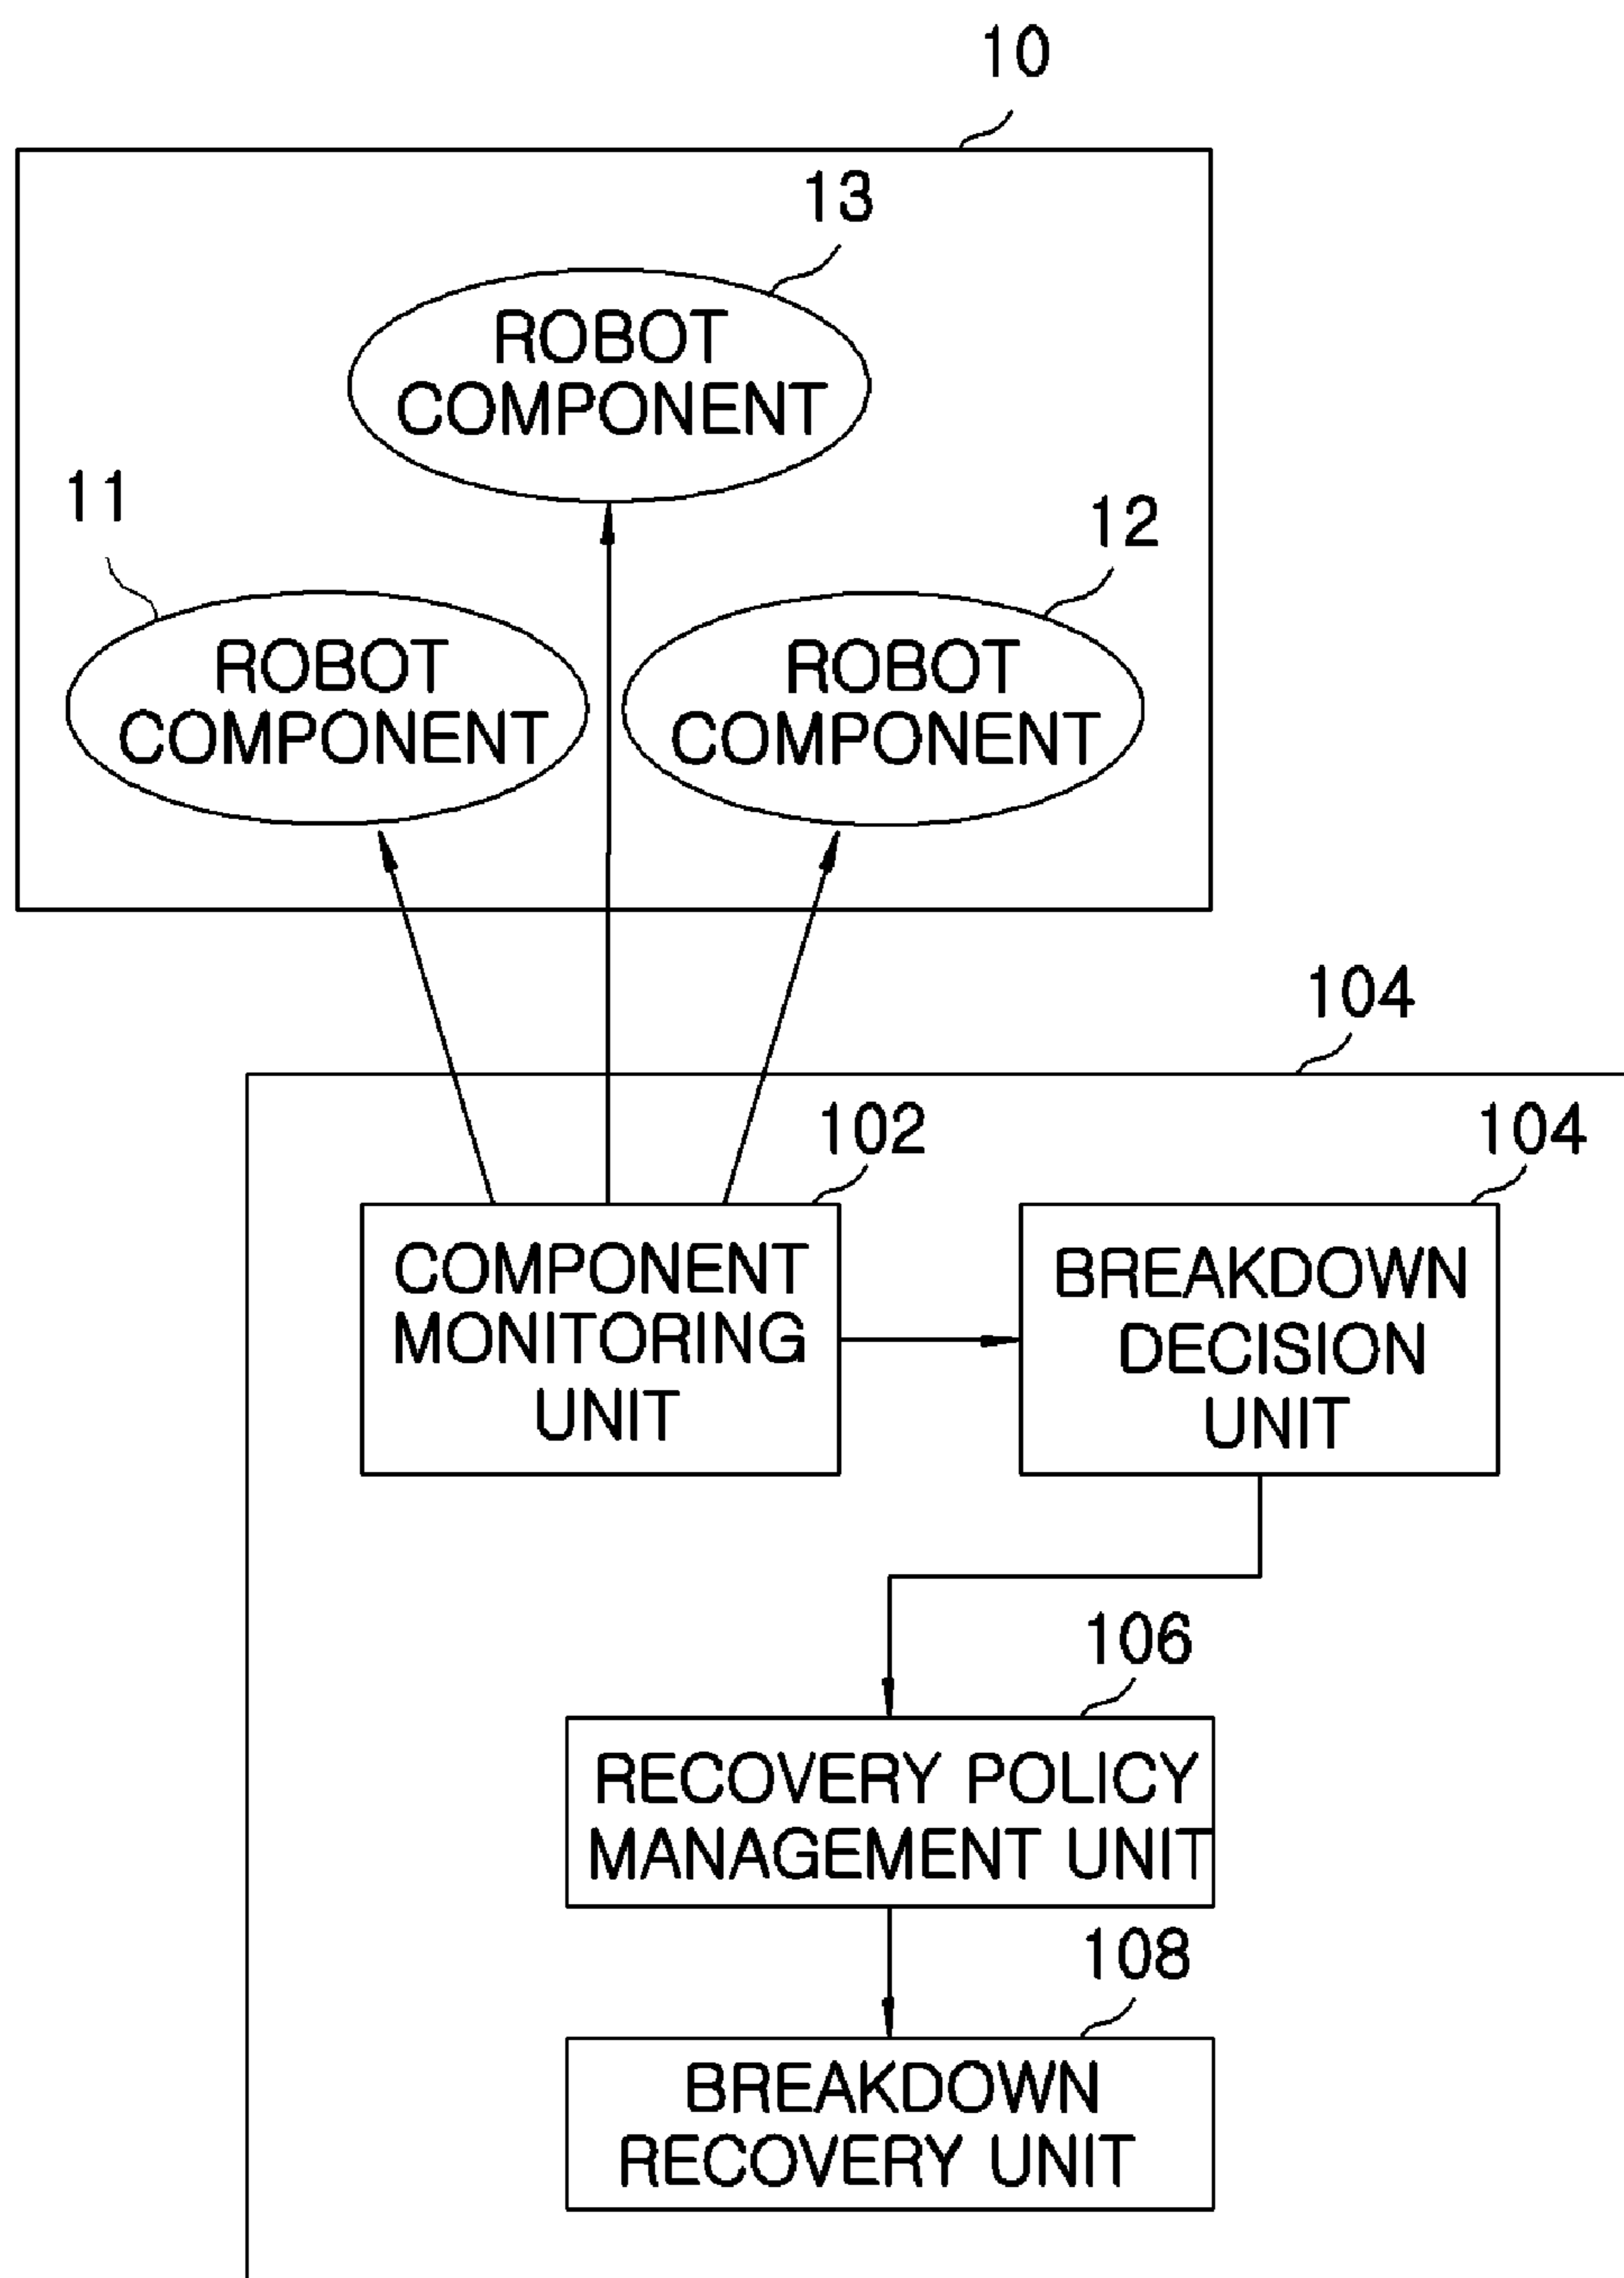 10
13
ROBOT
COMPONENT
11
12
ROBOT
COMPONENT
ROBOT
COMPONENT
104
102
104
COMPONENT
MONITORING
UNIT
BREAKDOWN
DECISION
UNIT
106
RECOVERY POLICY
MANAGEMENT UNIT
108
BREAKDOWN
RECOVERY UNIT